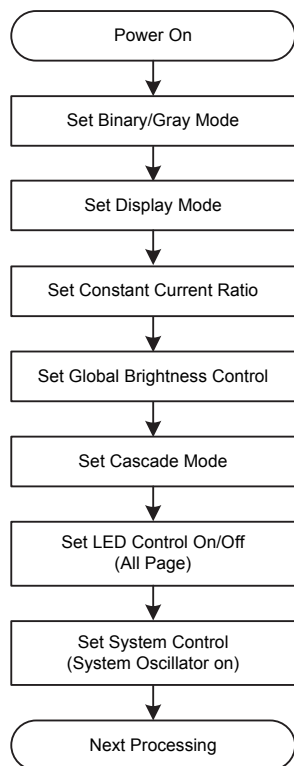 Power On
Set Binary/Gray Mode
Set Display Mode
Set Constant Current Ratio
Set Global Brightness Control
Set Cascade Mode
Set LED Control On/Off
(All Page)
Set System Control
(System Oscillator on)
Next Processing